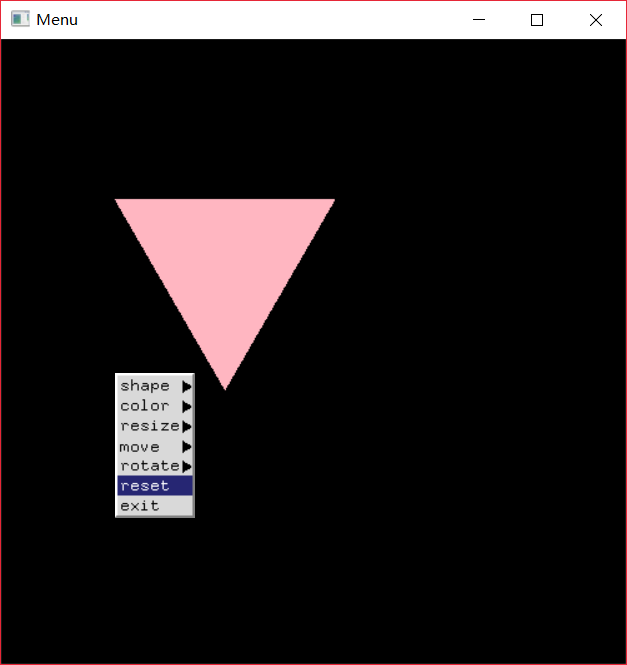 Menu
shape
color
resize
move
rotate
reset
exit